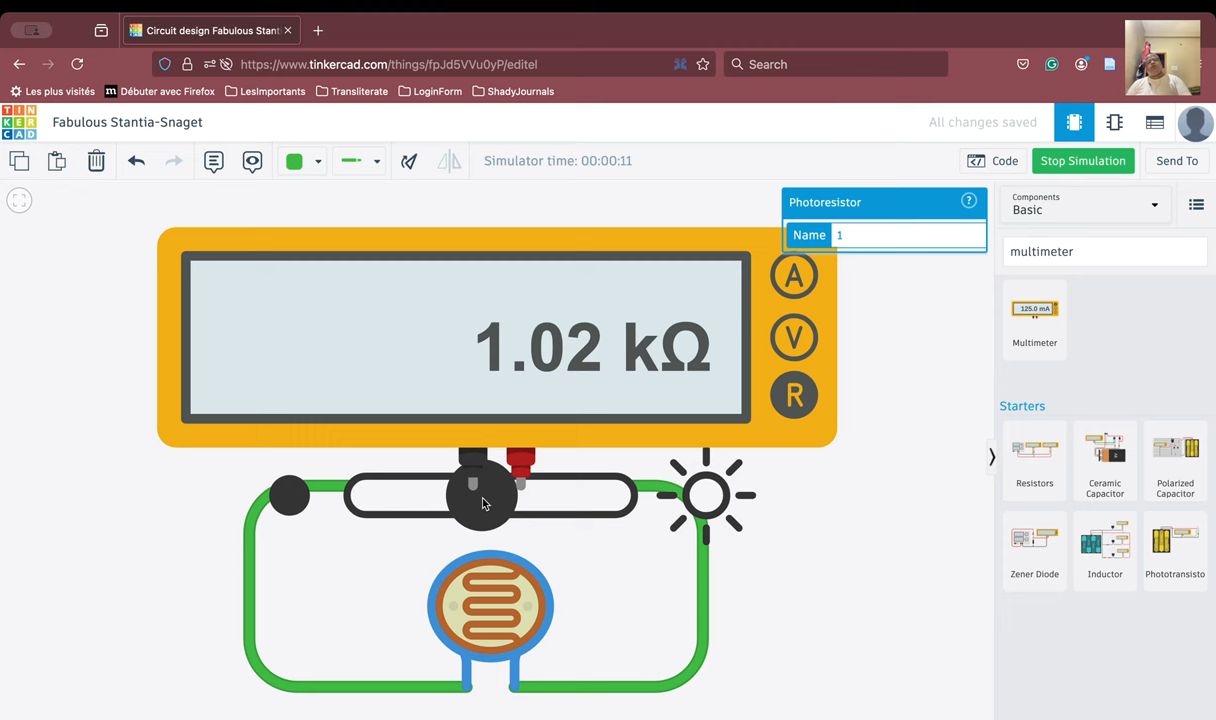 Circuit design Fabulous Stanti
https://www.tinkercad.com/things/fpJd5VVu0yP/editel
Search
Les plus visités
Débuter avec Firefox
LesImportants
Transliterate
LoginForm
ShadyJournals
TIN
KER
CAD
Fabulous Stantia-Snaget
All changes saved
Simulator time: 00:00:11
Code
Stop Simulation
Send To
Photoresistor
Name 1
Components
Basic
multimeter
A
V
R
1.02 kΩ
125.0 mA
Multimeter
Starters
Resistors
Ceramic
Capacitor
Polarized
Capacitor
Zener Diode
Inductor
Phototransisto